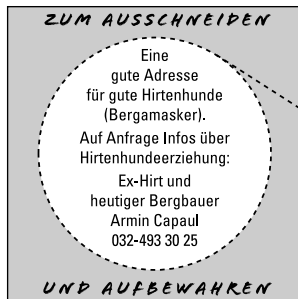 ZUM AUSSCHNEIDEN
Eine
gute Adresse
für gute Hirtenhunde
(Bergamasker).
Auf Anfrage Infos über
Hirtenhundeerziehung:
Ex-Hirt und
heutiger Bergbauer
Armin Capaul
032-493 30 25
UND AUFBEWAHREN